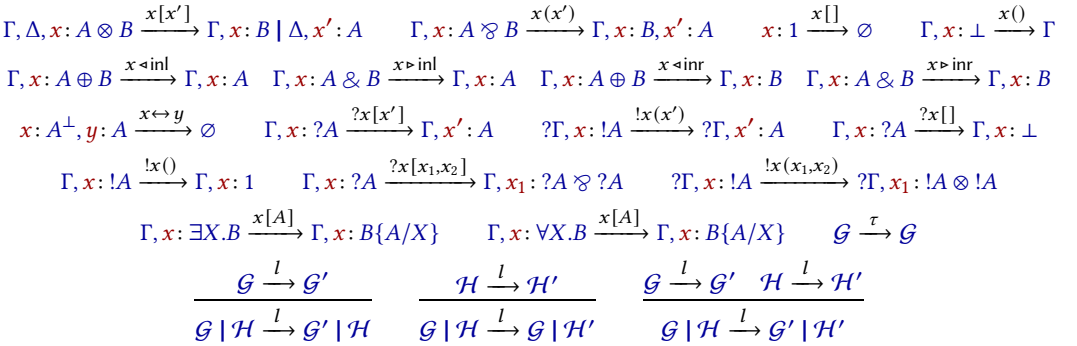 Γ, Δ, x: A ⊗ B —x[x′]→ Γ, x: B | Δ, x′: A   Γ, x: A ⅋ B —x(x′)→ Γ, x: B, x′: A   x: 1 —x[]→ ∅   Γ, x: ⊥ —x()→ Γ
Γ, x: A ⊕ B —x◃inl→ Γ, x: A   Γ, x: A & B —x▹inl→ Γ, x: A   Γ, x: A ⊕ B —x◃inr→ Γ, x: B   Γ, x: A & B —x▹inr→ Γ, x: B
x: A^⊥, y: A —x↔y→ ∅   Γ, x: ?A —?x[x′]→ Γ, x′: A   ?Γ, x: !A —!x(x′)→ ?Γ, x′: A   Γ, x: ?A —?x[]→ Γ, x: ⊥
Γ, x: !A —!x()→ Γ, x: 1   Γ, x: ?A —?x[x₁,x₂]→ Γ, x₁: ?A ⅋ ?A   ?Γ, x: !A —!x(x₁,x₂)→ ?Γ, x₁: !A ⊗ !A
Γ, x: ∃X.B —x[A]→ Γ, x: B{A/X}   Γ, x: ∀X.B —x[A]→ Γ, x: B{A/X}   𝒢 —τ→ 𝒢
𝒢 —l→ 𝒢′   ℋ —l→ ℋ′   𝒢 —l→ 𝒢′ ℋ —l→ ℋ′
𝒢 | ℋ —l→ 𝒢′ | ℋ   𝒢 | ℋ —l→ 𝒢 | ℋ′   𝒢 | ℋ —l→ 𝒢′ | ℋ′